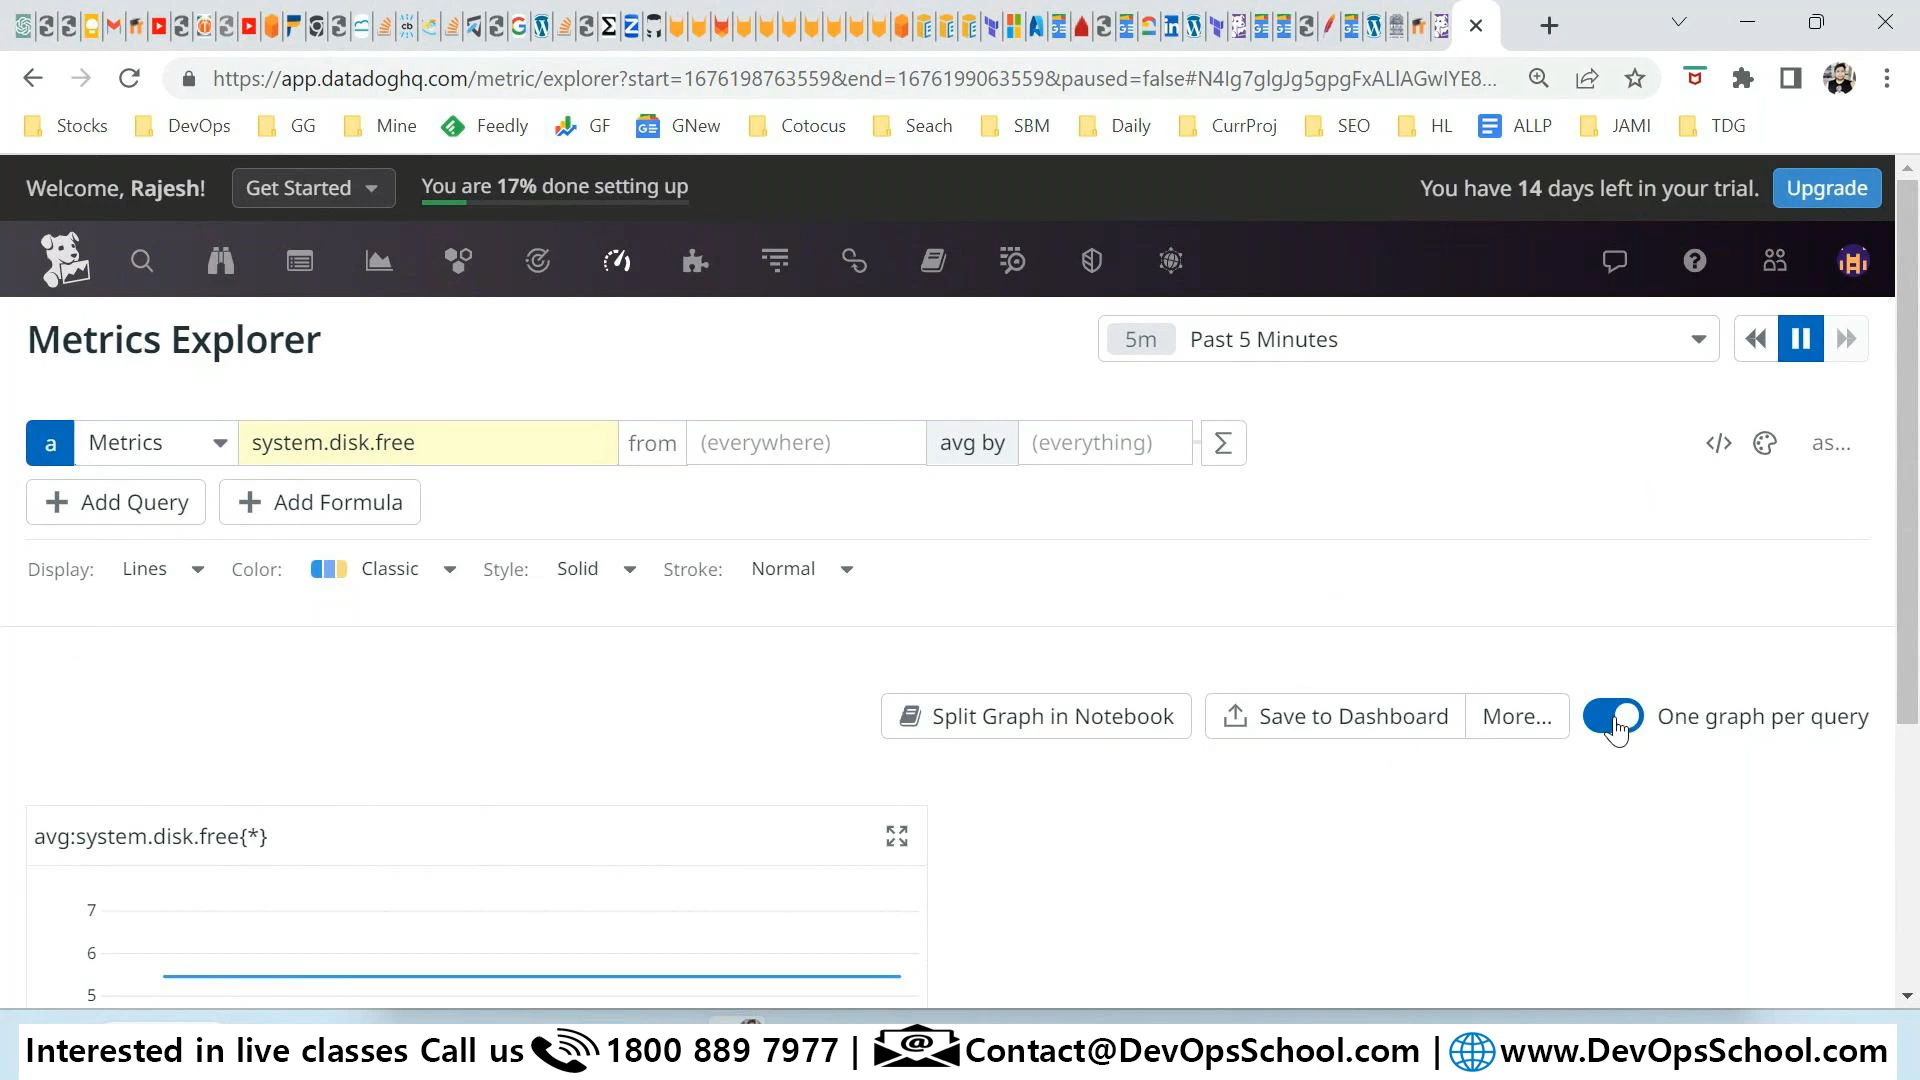 https://app.datadoghq.com/metric/explorer?start=1676198763559&end=1676199063559&paused=false#N4Ig7glgJg5gpgFxALlAGwIYE8...
Stocks DevOps GG Mine Feedly GF GNew Cotocus Seach SBM Daily CurrProj SEO HL ALLP JAMI TDG
Welcome, Rajesh! Get Started You are 17% done setting up You have 14 days left in your trial. Upgrade
Metrics Explorer 5m Past 5 Minutes
a Metrics system.disk.free from (everywhere) avg by (everything) Σ </> as...
+ Add Query + Add Formula
Display: Lines Color: Classic Style: Solid Stroke: Normal
Split Graph in Notebook Save to Dashboard More... One graph per query
avg:system.disk.free{*}
7
6
5
Interested in live classes Call us 1800 889 7977 | Contact@DevOpsSchool.com | www.DevOpsSchool.com